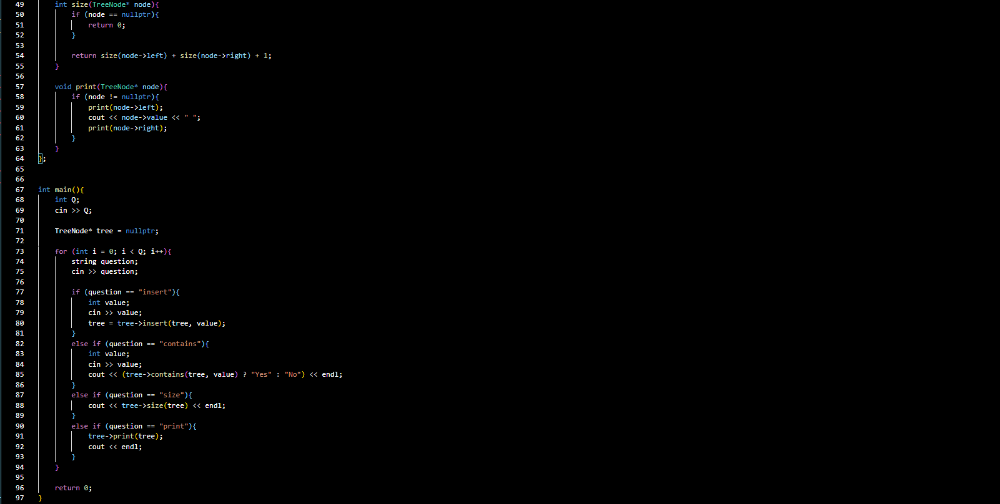 49 int size(TreeNode* node){
50 if (node == nullptr){
51 return 0;
52 }
53
54 return size(node->left) + size(node->right) + 1;
55 }
56
57 void print(TreeNode* node){
58 if (node != nullptr){
59 print(node->left);
60 cout << node->value << " ";
61 print(node->right);
62 }
63 }
64 };
65
66
67 int main(){
68 int Q;
69 cin >> Q;
70
71 TreeNode* tree = nullptr;
72
73 for (int i = 0; i < Q; i++){
74 string question;
75 cin >> question;
76
77 if (question == "insert"){
78 int value;
79 cin >> value;
80 tree = tree->insert(tree, value);
81 }
82 else if (question == "contains"){
83 int value;
84 cin >> value;
85 cout << (tree->contains(tree, value) ? "Yes" : "No") << endl;
86 }
87 else if (question == "size"){
88 cout << tree->size(tree) << endl;
89 }
90 else if (question == "print"){
91 tree->print(tree);
92 cout << endl;
93 }
94 }
95
96 return 0;
97 }